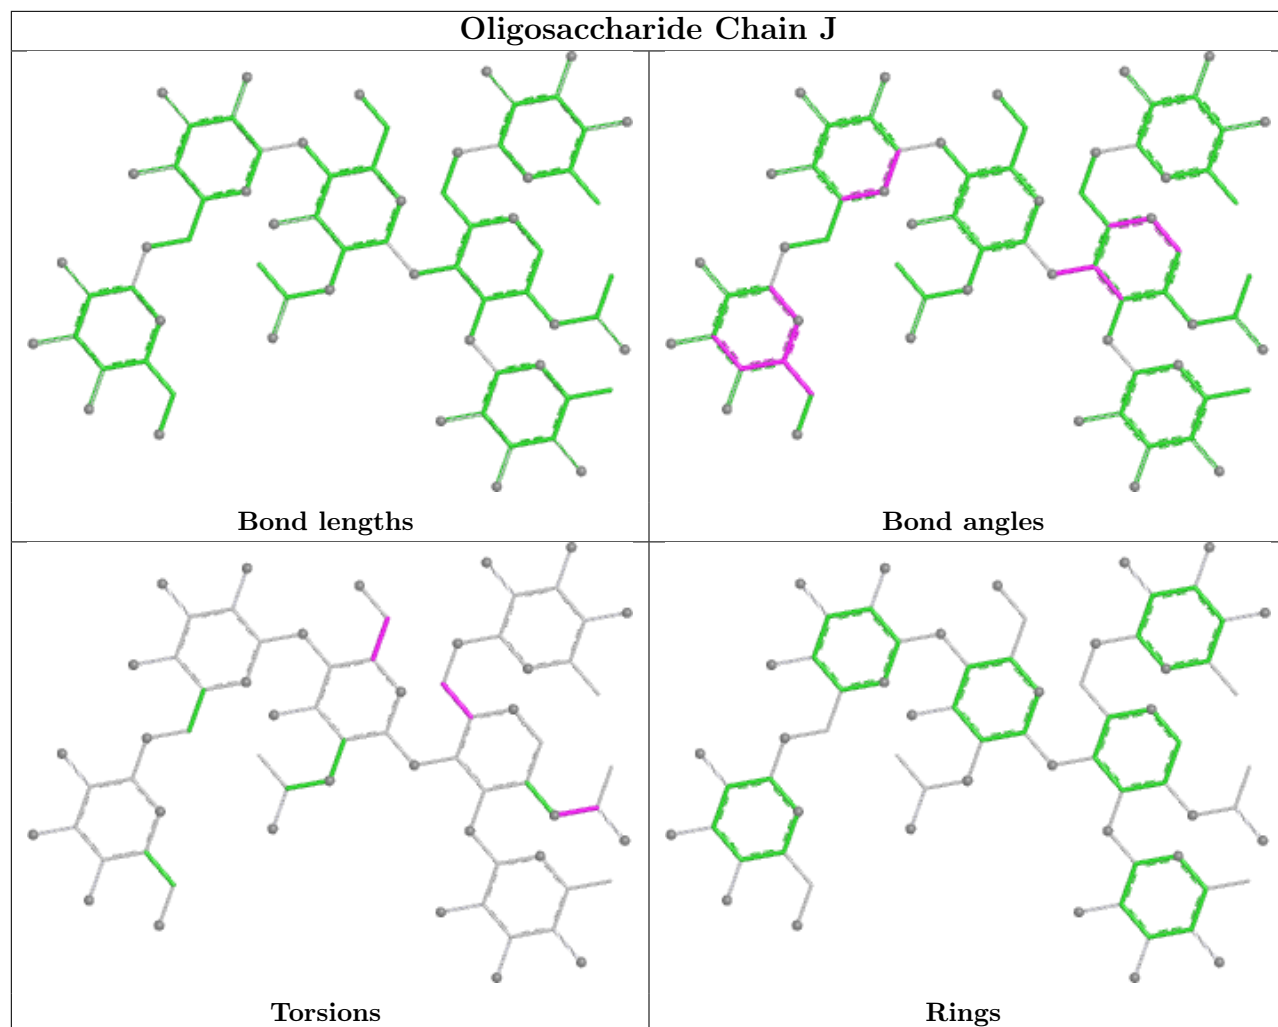 Oligosaccharide Chain J
Bond lengths
Bond angles
Torsions
Rings